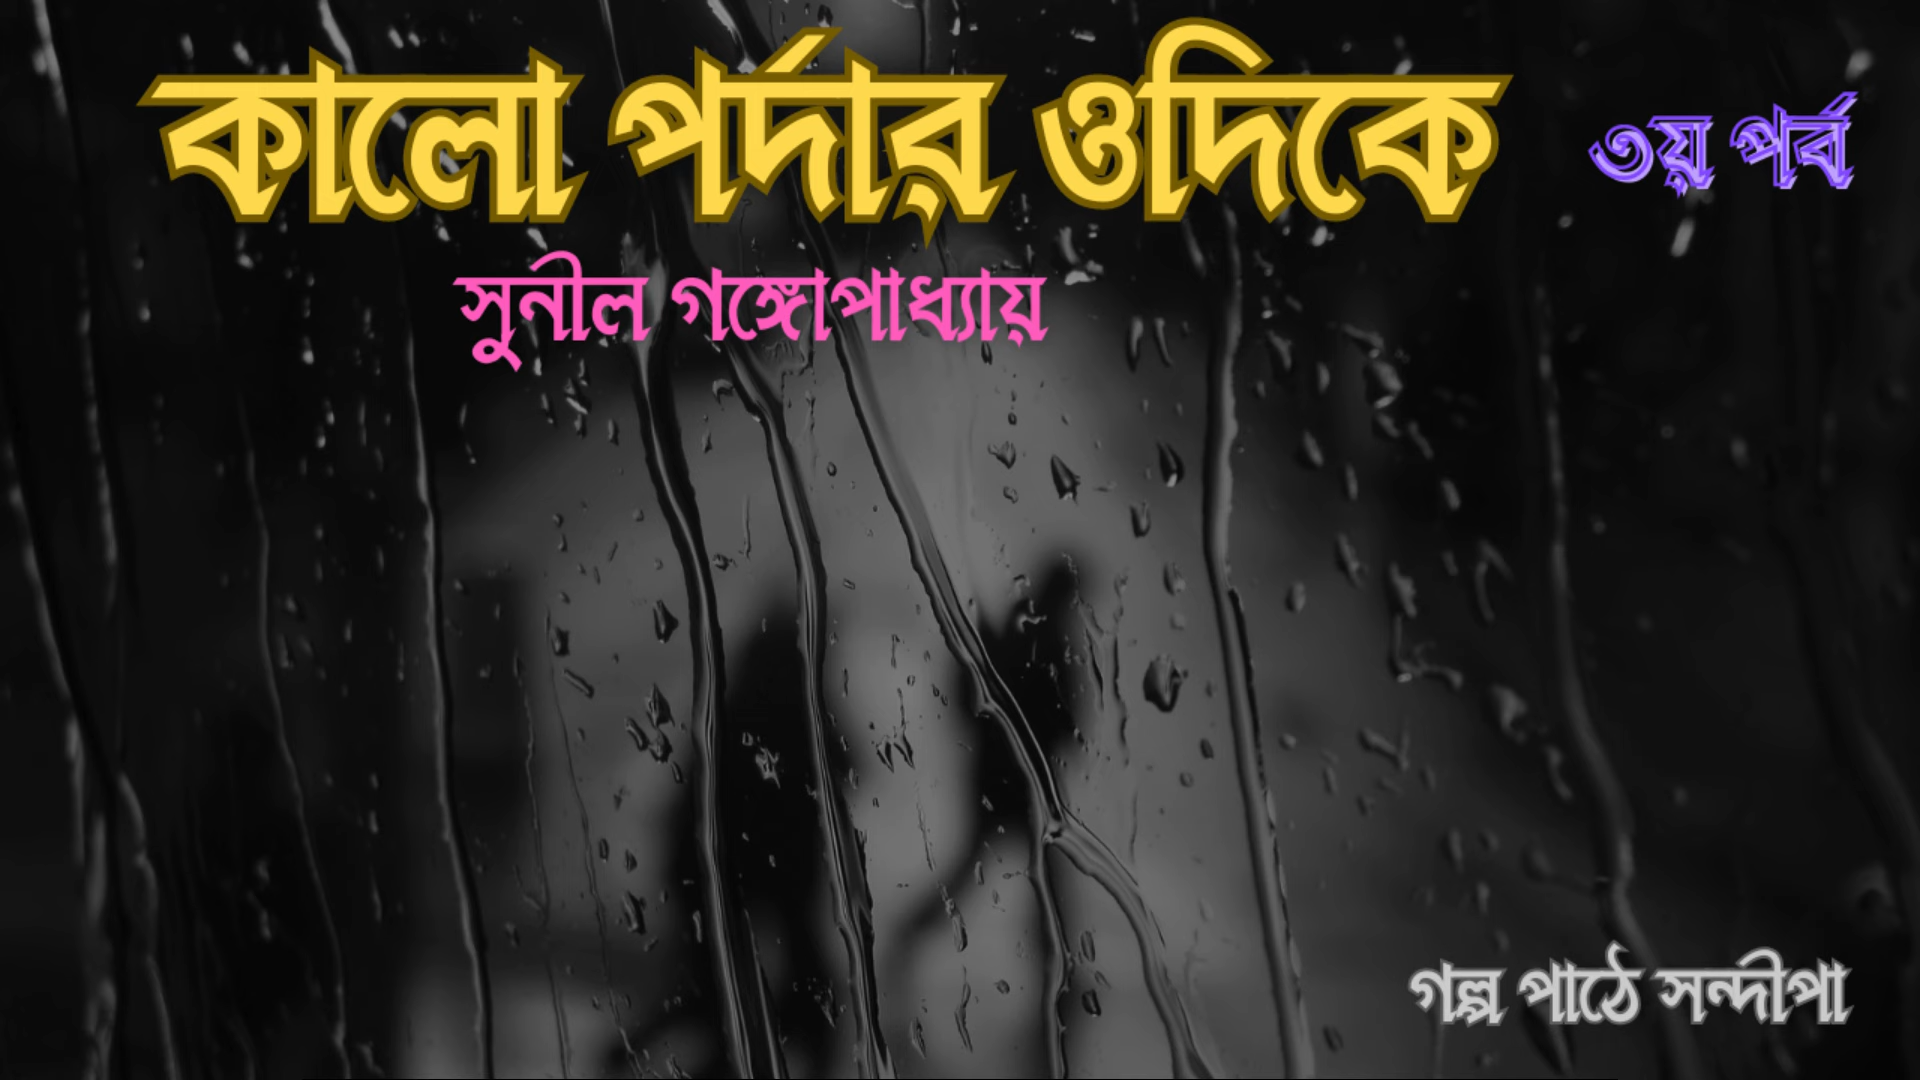 কালো পর্দার ওদিকে ৩য় পর্ব
সুনীল গঙ্গোপাধ্যায়
গল্প পাঠে সন্দীপা